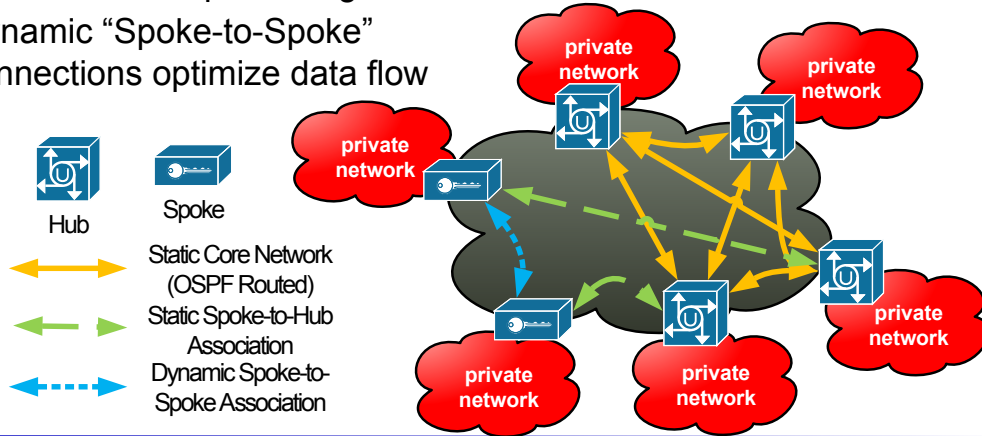 ynamic “Spoke-to-Spoke”
nnections optimize data flow
private
network
private
network
private
network
Hub
Spoke
Static Core Network
(OSPF Routed)
Static Spoke-to-Hub
Association
Dynamic Spoke-to-
Spoke Association
private
network
private
network
private
network
U
U
U
U
U